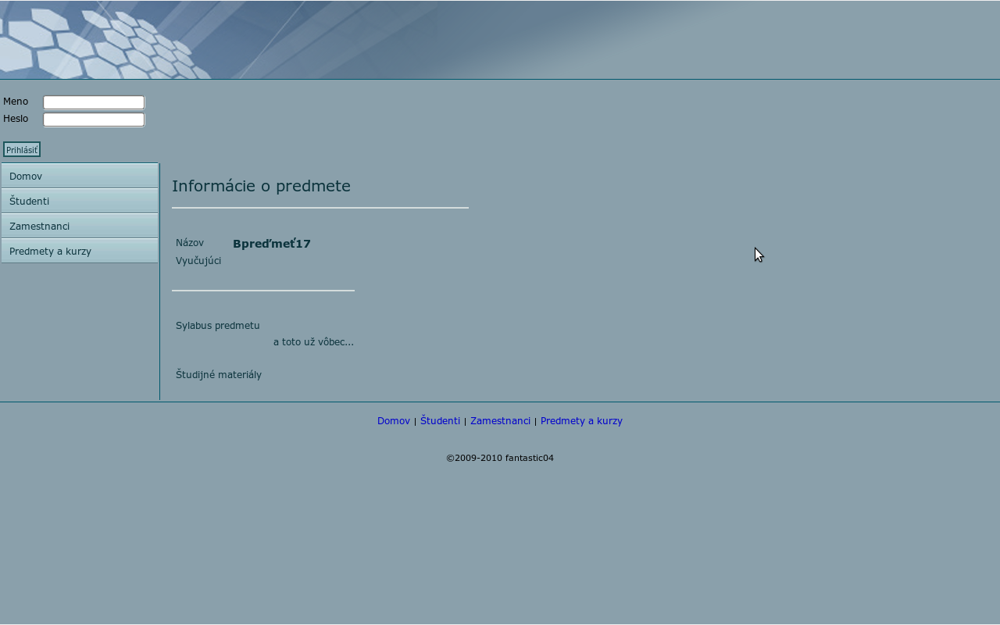 Meno
Heslo
Prihlásiť
Domov
Študenti
Zamestnanci
Predmety a kurzy
Informácie o predmete
Názov Bpreďmeť17
Vyučujúci
Sylabus predmetu
a toto už vôbec...
Študijné materiály
Domov | Študenti | Zamestnanci | Predmety a kurzy
©2009-2010 fantastic04